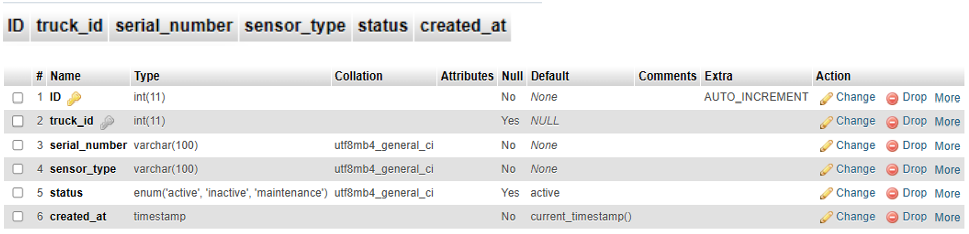 ID truck_id serial_number sensor_type status created_at
# Name Type Collation Attributes Null Default Comments Extra Action
1 ID int(11) No None AUTO_INCREMENT Change Drop More
2 truck_id int(11) Yes NULL Change Drop More
3 serial_number varchar(100) utf8mb4_general_ci No None Change Drop More
4 sensor_type varchar(100) utf8mb4_general_ci No None Change Drop More
5 status enum('active', 'inactive', 'maintenance') utf8mb4_general_ci Yes active Change Drop More
6 created_at timestamp No current_timestamp() Change Drop More